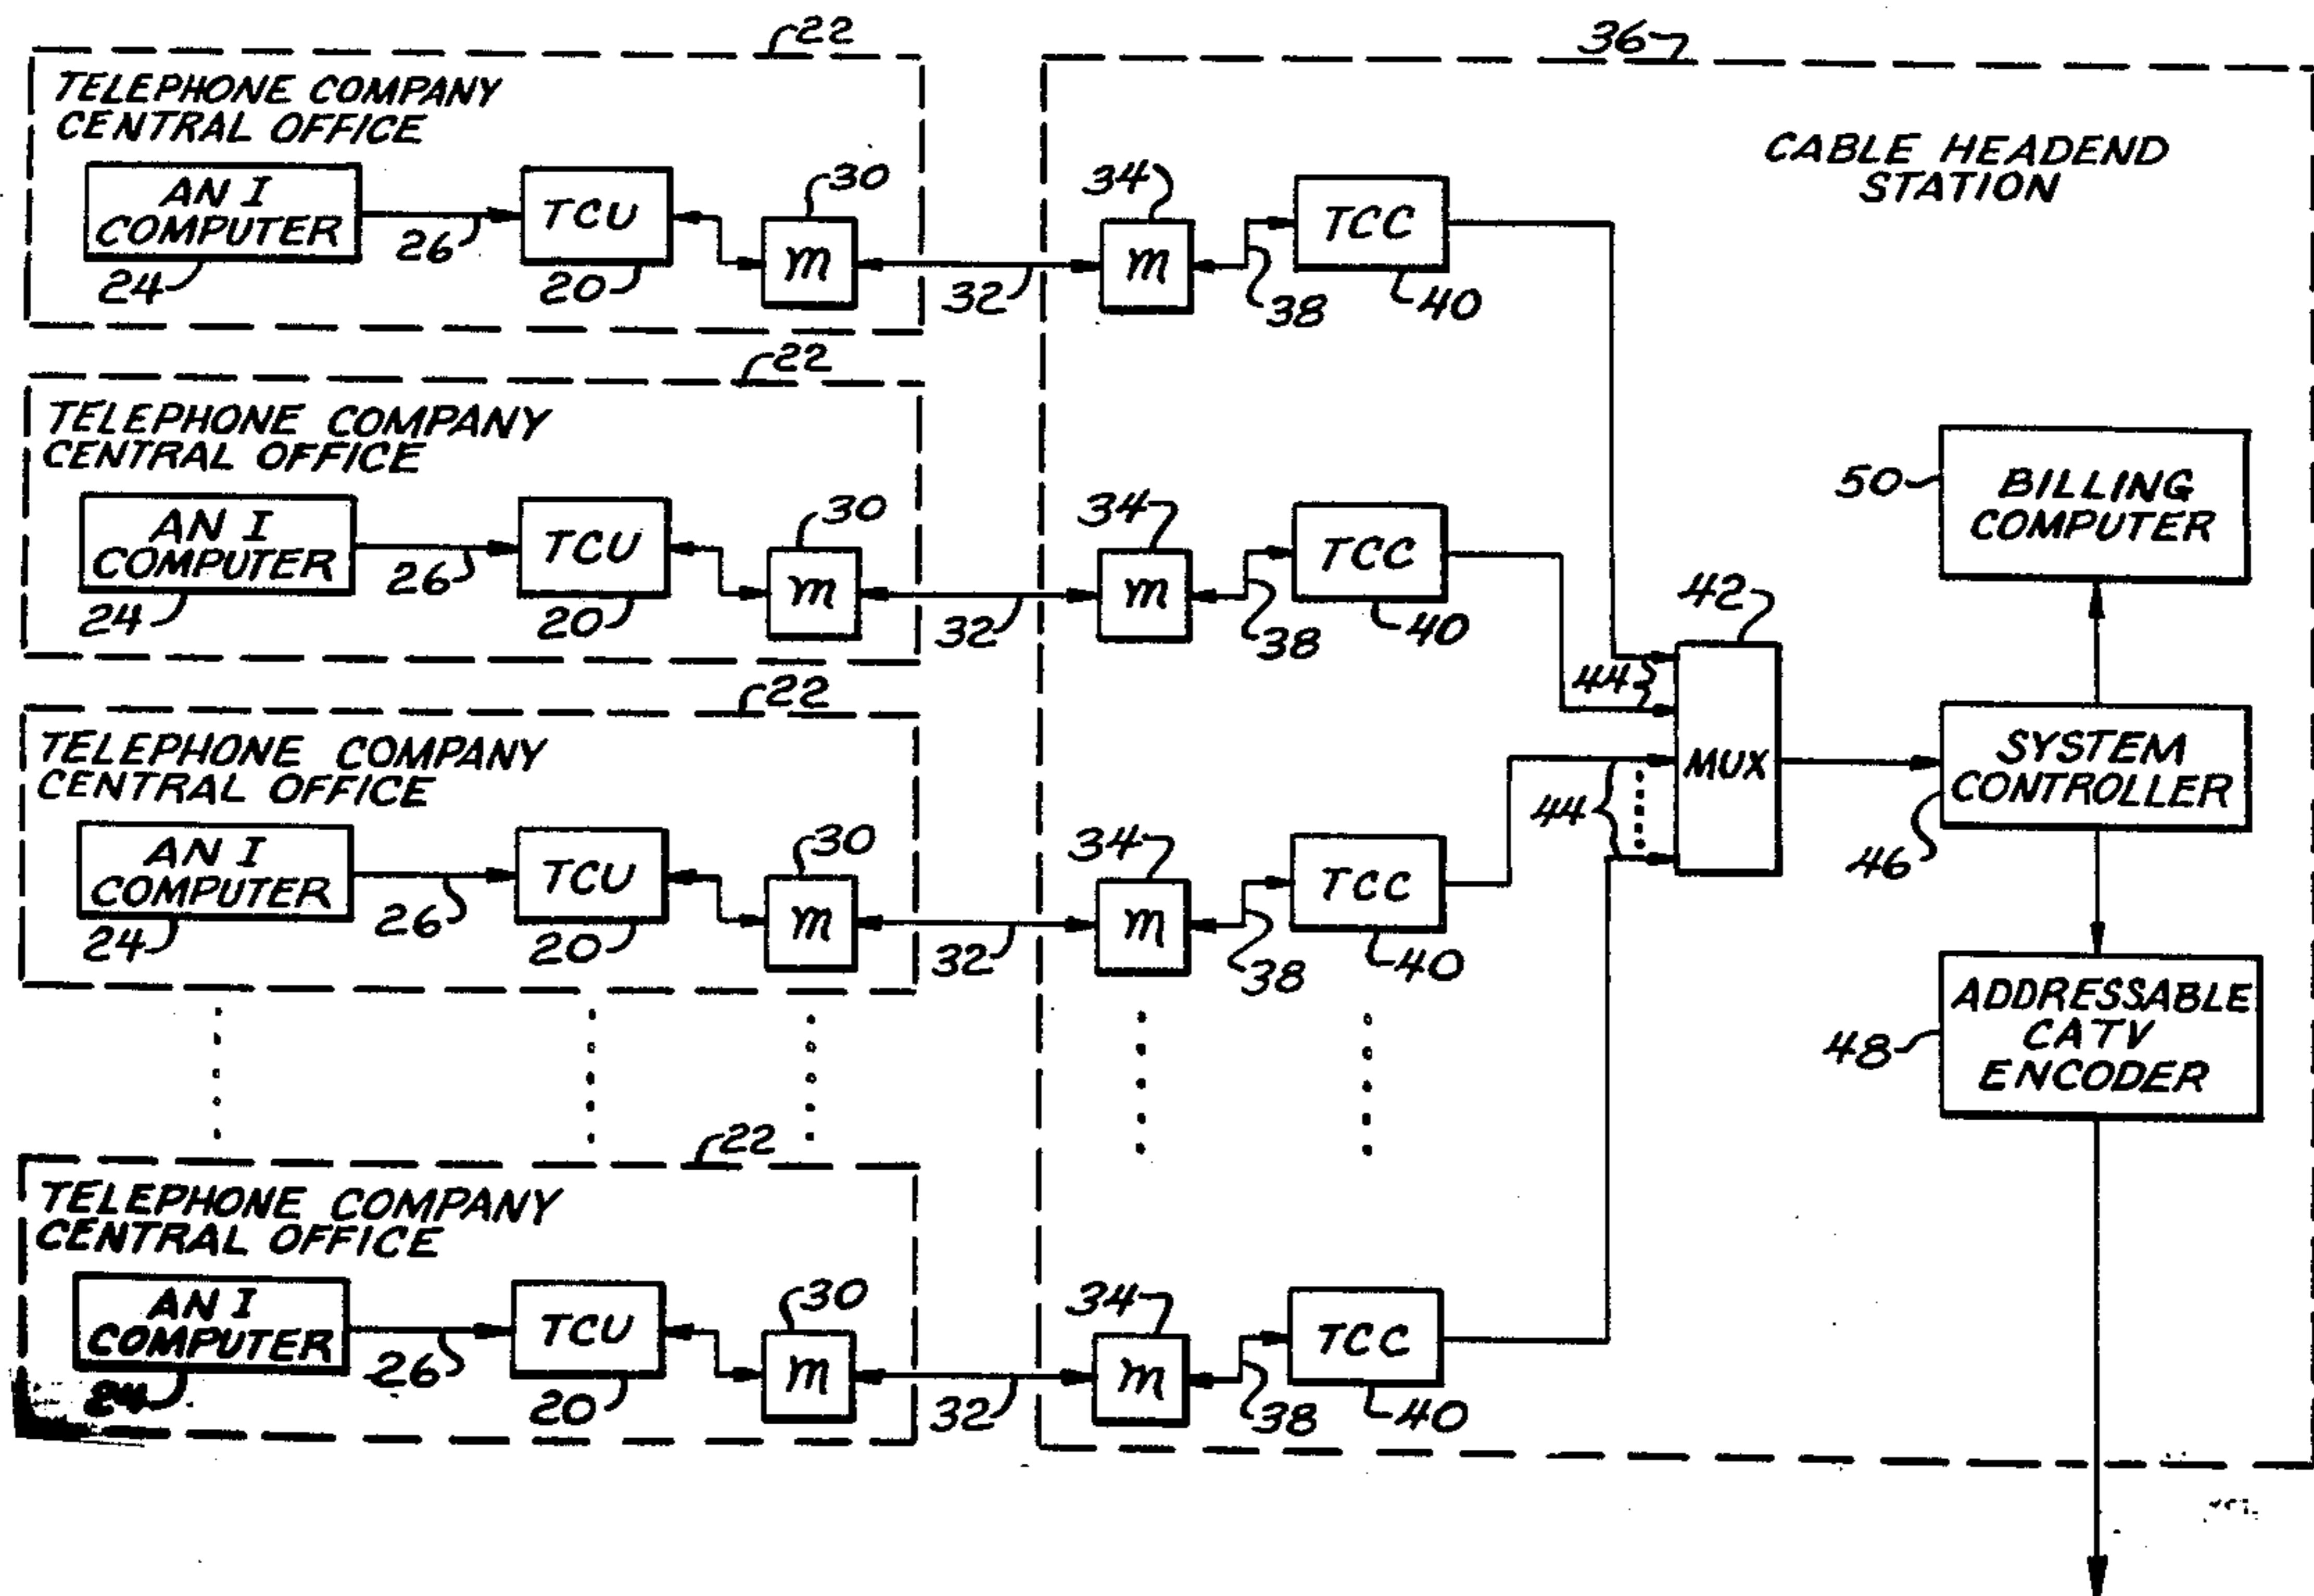 22
36
TELEPHONE COMPANY
CENTRAL OFFICE
CABLE HEADEND
STATION
AN I
COMPUTER
24
26
TCU
20
30
m
32
34
m
38
TCC
40
22
TELEPHONE COMPANY
CENTRAL OFFICE
AN I
COMPUTER
24
26
TCU
20
30
m
32
34
m
38
TCC
40
50
BILLING
COMPUTER
42
44
MUX
44
22
TELEPHONE COMPANY
CENTRAL OFFICE
AN I
COMPUTER
24
26
TCU
20
30
m
32
34
m
38
TCC
40
SYSTEM
CONTROLLER
46
ADDRESSABLE
CATV
ENCODER
48
22
TELEPHONE COMPANY
CENTRAL OFFICE
AN I
COMPUTER
24
26
TCU
20
30
m
32
34
m
38
TCC
40